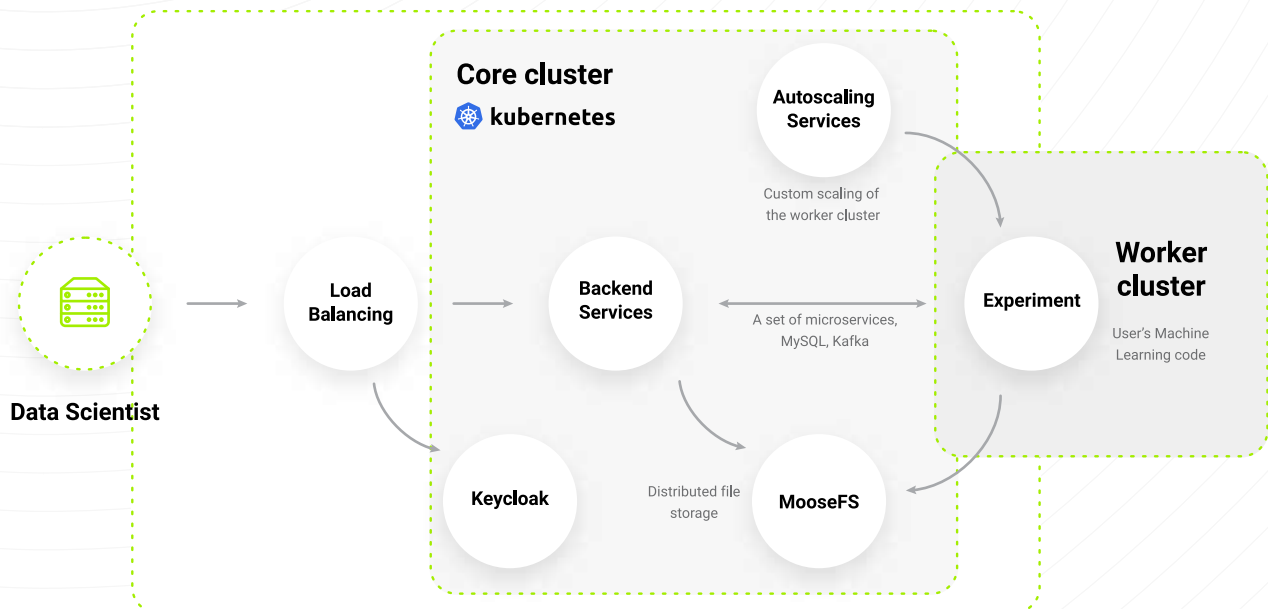 Core cluster
kubernetes
Autoscaling
Services
Custom scaling of
the worker cluster
Data Scientist
Load
Balancing
Backend
Services
A set of microservices,
MySQL, Kafka
Experiment
Worker
cluster
User's Machine
Learning code
Keycloak
Distributed file
storage
MooseFS